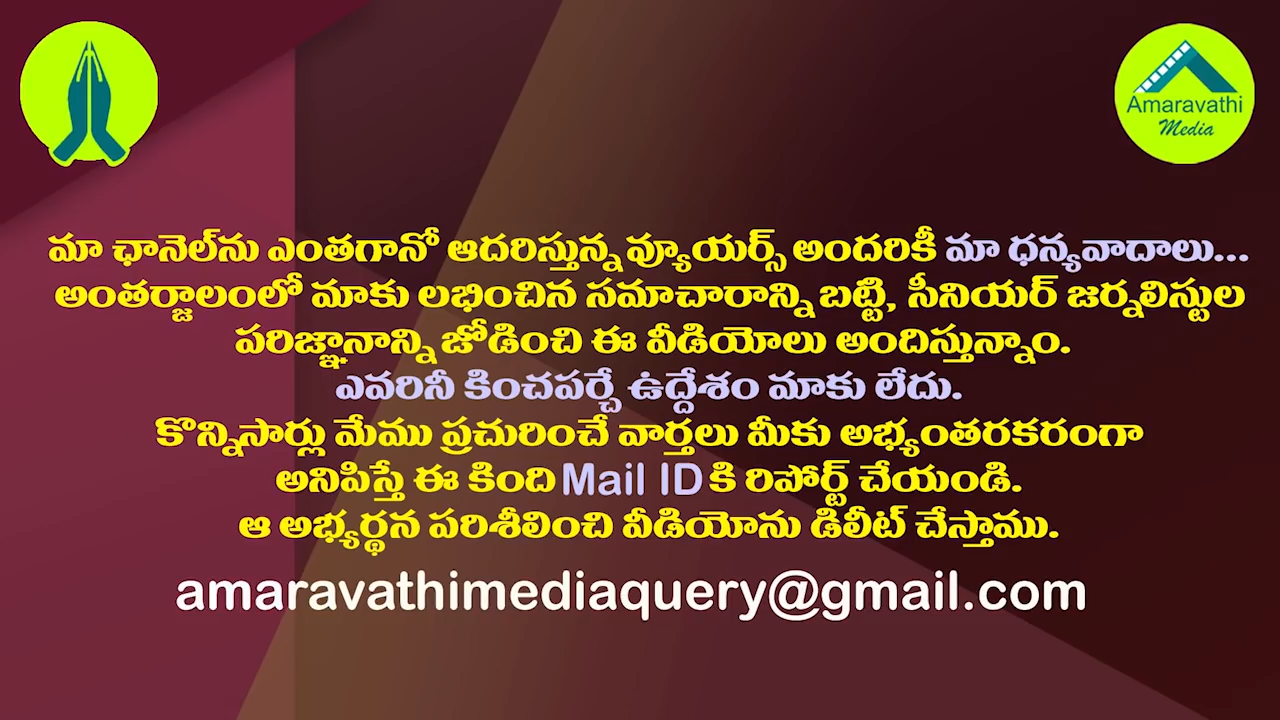 Amaravathi
Media
మా ఛానెల్‌ను ఎంతగానో ఆదరిస్తున్న వ్యూయర్స్ అందరికీ మా ధన్యవాదాలు...
అంతర్జాలంలో మాకు లభించిన సమాచారాన్ని బట్టి, సీనియర్ జర్నలిస్టుల
పరిజ్ఞానాన్ని జోడించి ఈ వీడియోలు అందిస్తున్నాం.
ఎవరినీ కించపర్చే ఉద్దేశం మాకు లేదు.
కొన్నిసార్లు మేము ప్రచురించే వార్తలు మీకు అభ్యంతరకరంగా
అనిపిస్తే ఈ కింది Mail ID కి రిపోర్ట్ చేయండి.
ఆ అభ్యర్థన పరిశీలించి వీడియోను డిలీట్ చేస్తాము.
amaravathimediaquery@gmail.com